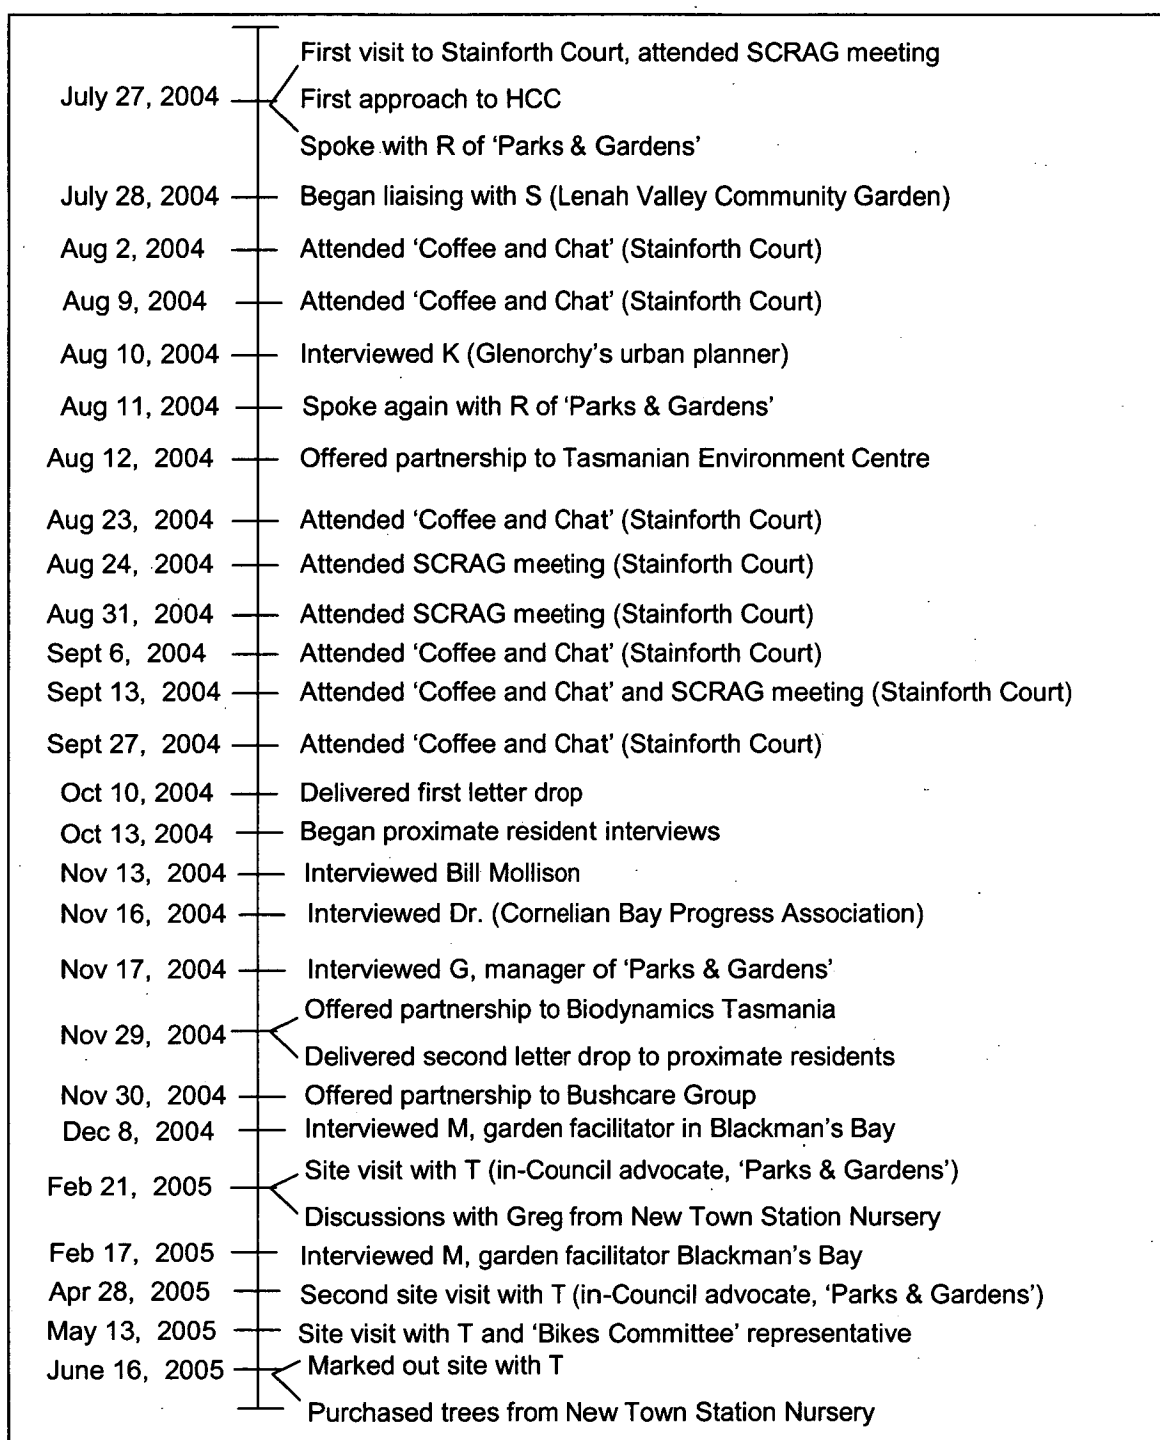 First visit to Stainforth Court, attended SCRAG meeting
July 27, 2004 First approach to HCC
Spoke with R of ‘Parks & Gardens’
July 28, 2004 Began liaising with S (Lenah Valley Community Garden)
Aug 2, 2004 Attended ‘Coffee and Chat’ (Stainforth Court)
Aug 9, 2004 Attended ‘Coffee and Chat’ (Stainforth Court)
Aug 10, 2004 Interviewed K (Glenorchy’s urban planner)
Aug 11, 2004 Spoke again with R of ‘Parks & Gardens’
Aug 12, 2004 Offered partnership to Tasmanian Environment Centre
Aug 23, 2004 Attended ‘Coffee and Chat’ (Stainforth Court)
Aug 24, 2004 Attended SCRAG meeting (Stainforth Court)
Aug 31, 2004 Attended SCRAG meeting (Stainforth Court)
Sept 6, 2004 Attended ‘Coffee and Chat’ (Stainforth Court)
Sept 13, 2004 Attended ‘Coffee and Chat’ and SCRAG meeting (Stainforth Court)
Sept 27, 2004 Attended ‘Coffee and Chat’ (Stainforth Court)
Oct 10, 2004 Delivered first letter drop
Oct 13, 2004 Began proximate resident interviews
Nov 13, 2004 Interviewed Bill Mollison
Nov 16, 2004 Interviewed Dr. (Cornelian Bay Progress Association)
Nov 17, 2004 Interviewed G, manager of ‘Parks & Gardens’
Offered partnership to Biodynamics Tasmania
Nov 29, 2004
Delivered second letter drop to proximate residents
Nov 30, 2004 Offered partnership to Bushcare Group
Dec 8, 2004 Interviewed M, garden facilitator in Blackman’s Bay
Site visit with T (in-Council advocate, ‘Parks & Gardens’)
Feb 21, 2005
Discussions with Greg from New Town Station Nursery
Feb 17, 2005 Interviewed M, garden facilitator Blackman’s Bay
Apr 28, 2005 Second site visit with T (in-Council advocate, ‘Parks & Gardens’)
May 13, 2005 Site visit with T and ‘Bikes Committee’ representative
June 16, 2005 Marked out site with T
Purchased trees from New Town Station Nursery